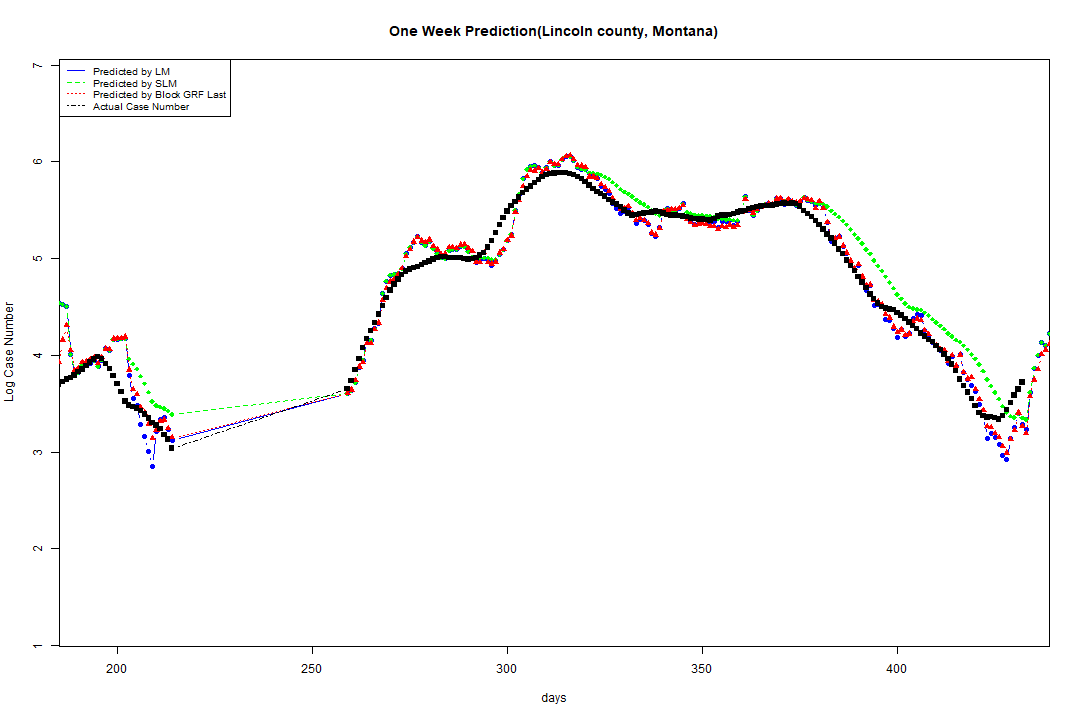 One Week Prediction(Lincoln county, Montana)
Predicted by LM
Predicted by SLM
Predicted by Block GRF Last
Actual Case Number
7
6
5
4
3
2
1
Log Case Number
200 250 300 350 400
days